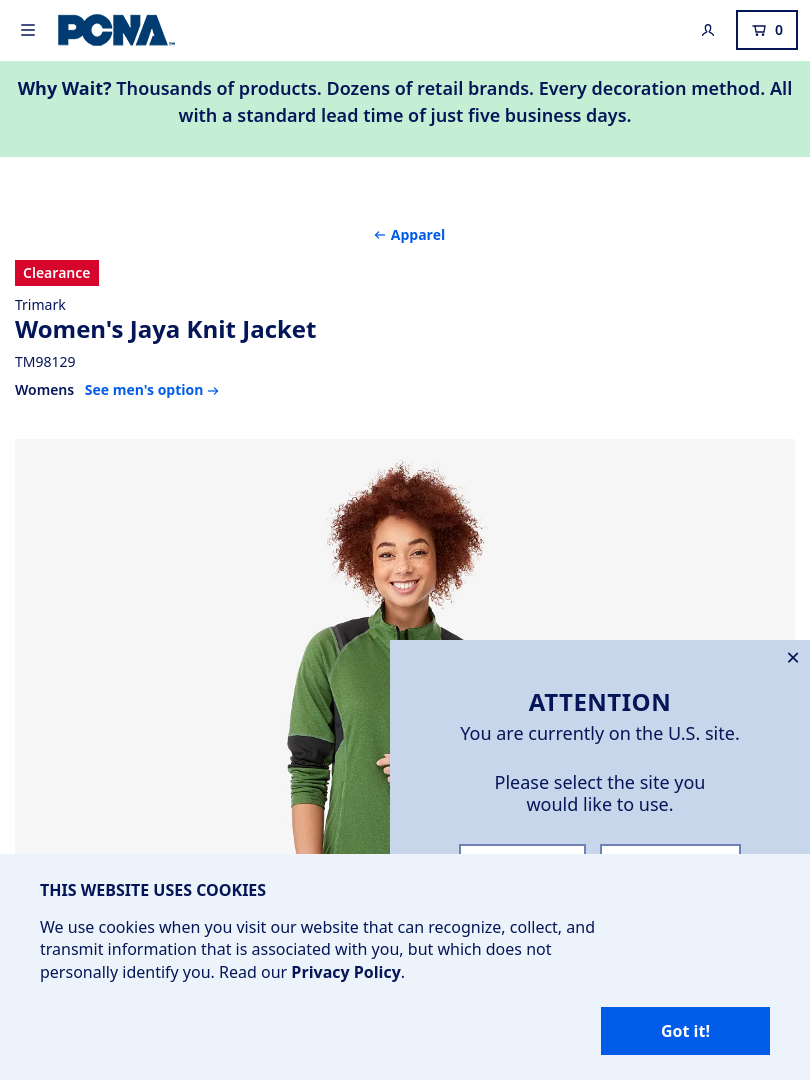 PCNA™
0
Why Wait? Thousands of products. Dozens of retail brands. Every decoration method. All
with a standard lead time of just five business days.
← Apparel
Clearance
Trimark
Women's Jaya Knit Jacket
TM98129
Womens See men's option →
ATTENTION
You are currently on the U.S. site.
Please select the site you
would like to use.
THIS WEBSITE USES COOKIES
We use cookies when you visit our website that can recognize, collect, and
transmit information that is associated with you, but which does not
personally identify you. Read our Privacy Policy.
Got it!